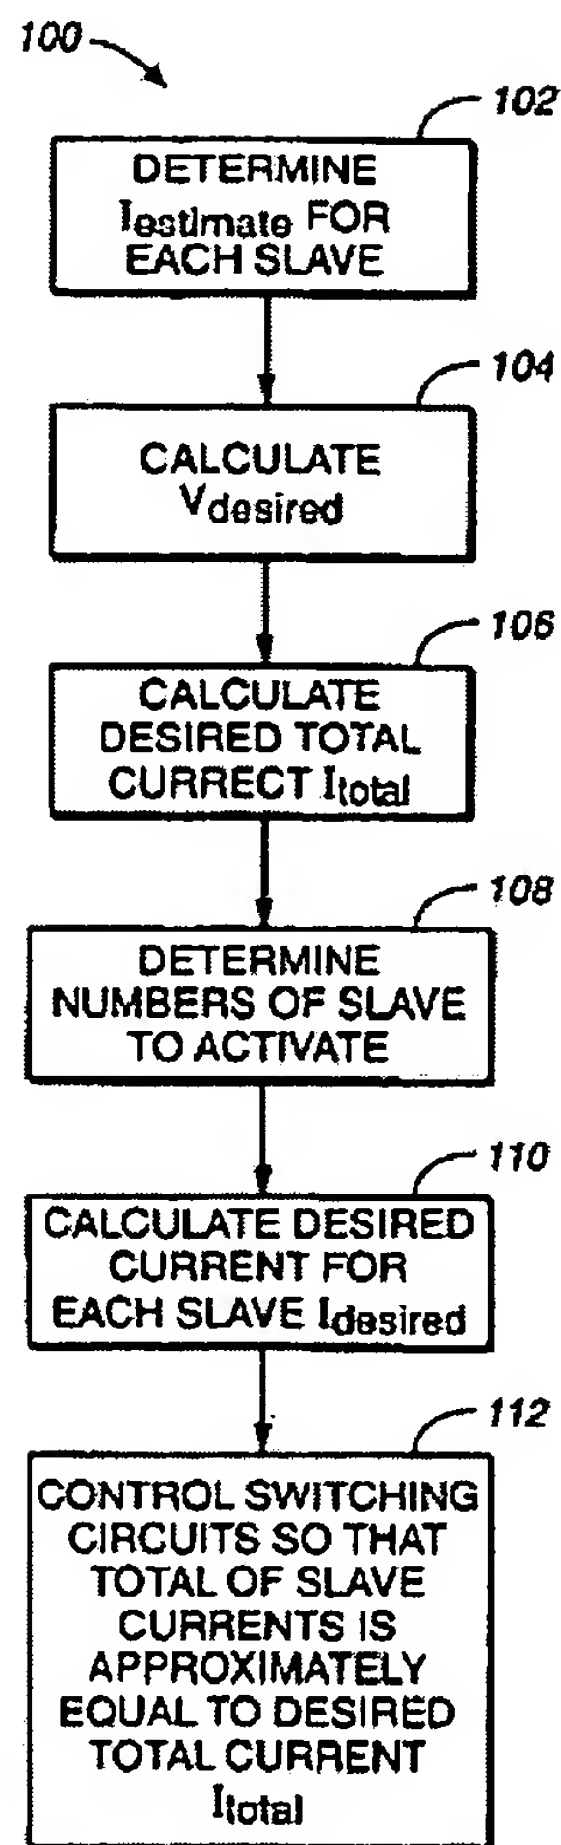 100
102
DETERMINE
Iestimate FOR
EACH SLAVE
104
CALCULATE
Vdesired
106
CALCULATE
DESIRED TOTAL
CURRECT Itotal
108
DETERMINE
NUMBERS OF SLAVE
TO ACTIVATE
110
CALCULATE DESIRED
CURRENT FOR
EACH SLAVE Idesired
112
CONTROL SWITCHING
CIRCUITS SO THAT
TOTAL OF SLAVE
CURRENTS IS
APPROXIMATELY
EQUAL TO DESIRED
TOTAL CURRENT
Itotal